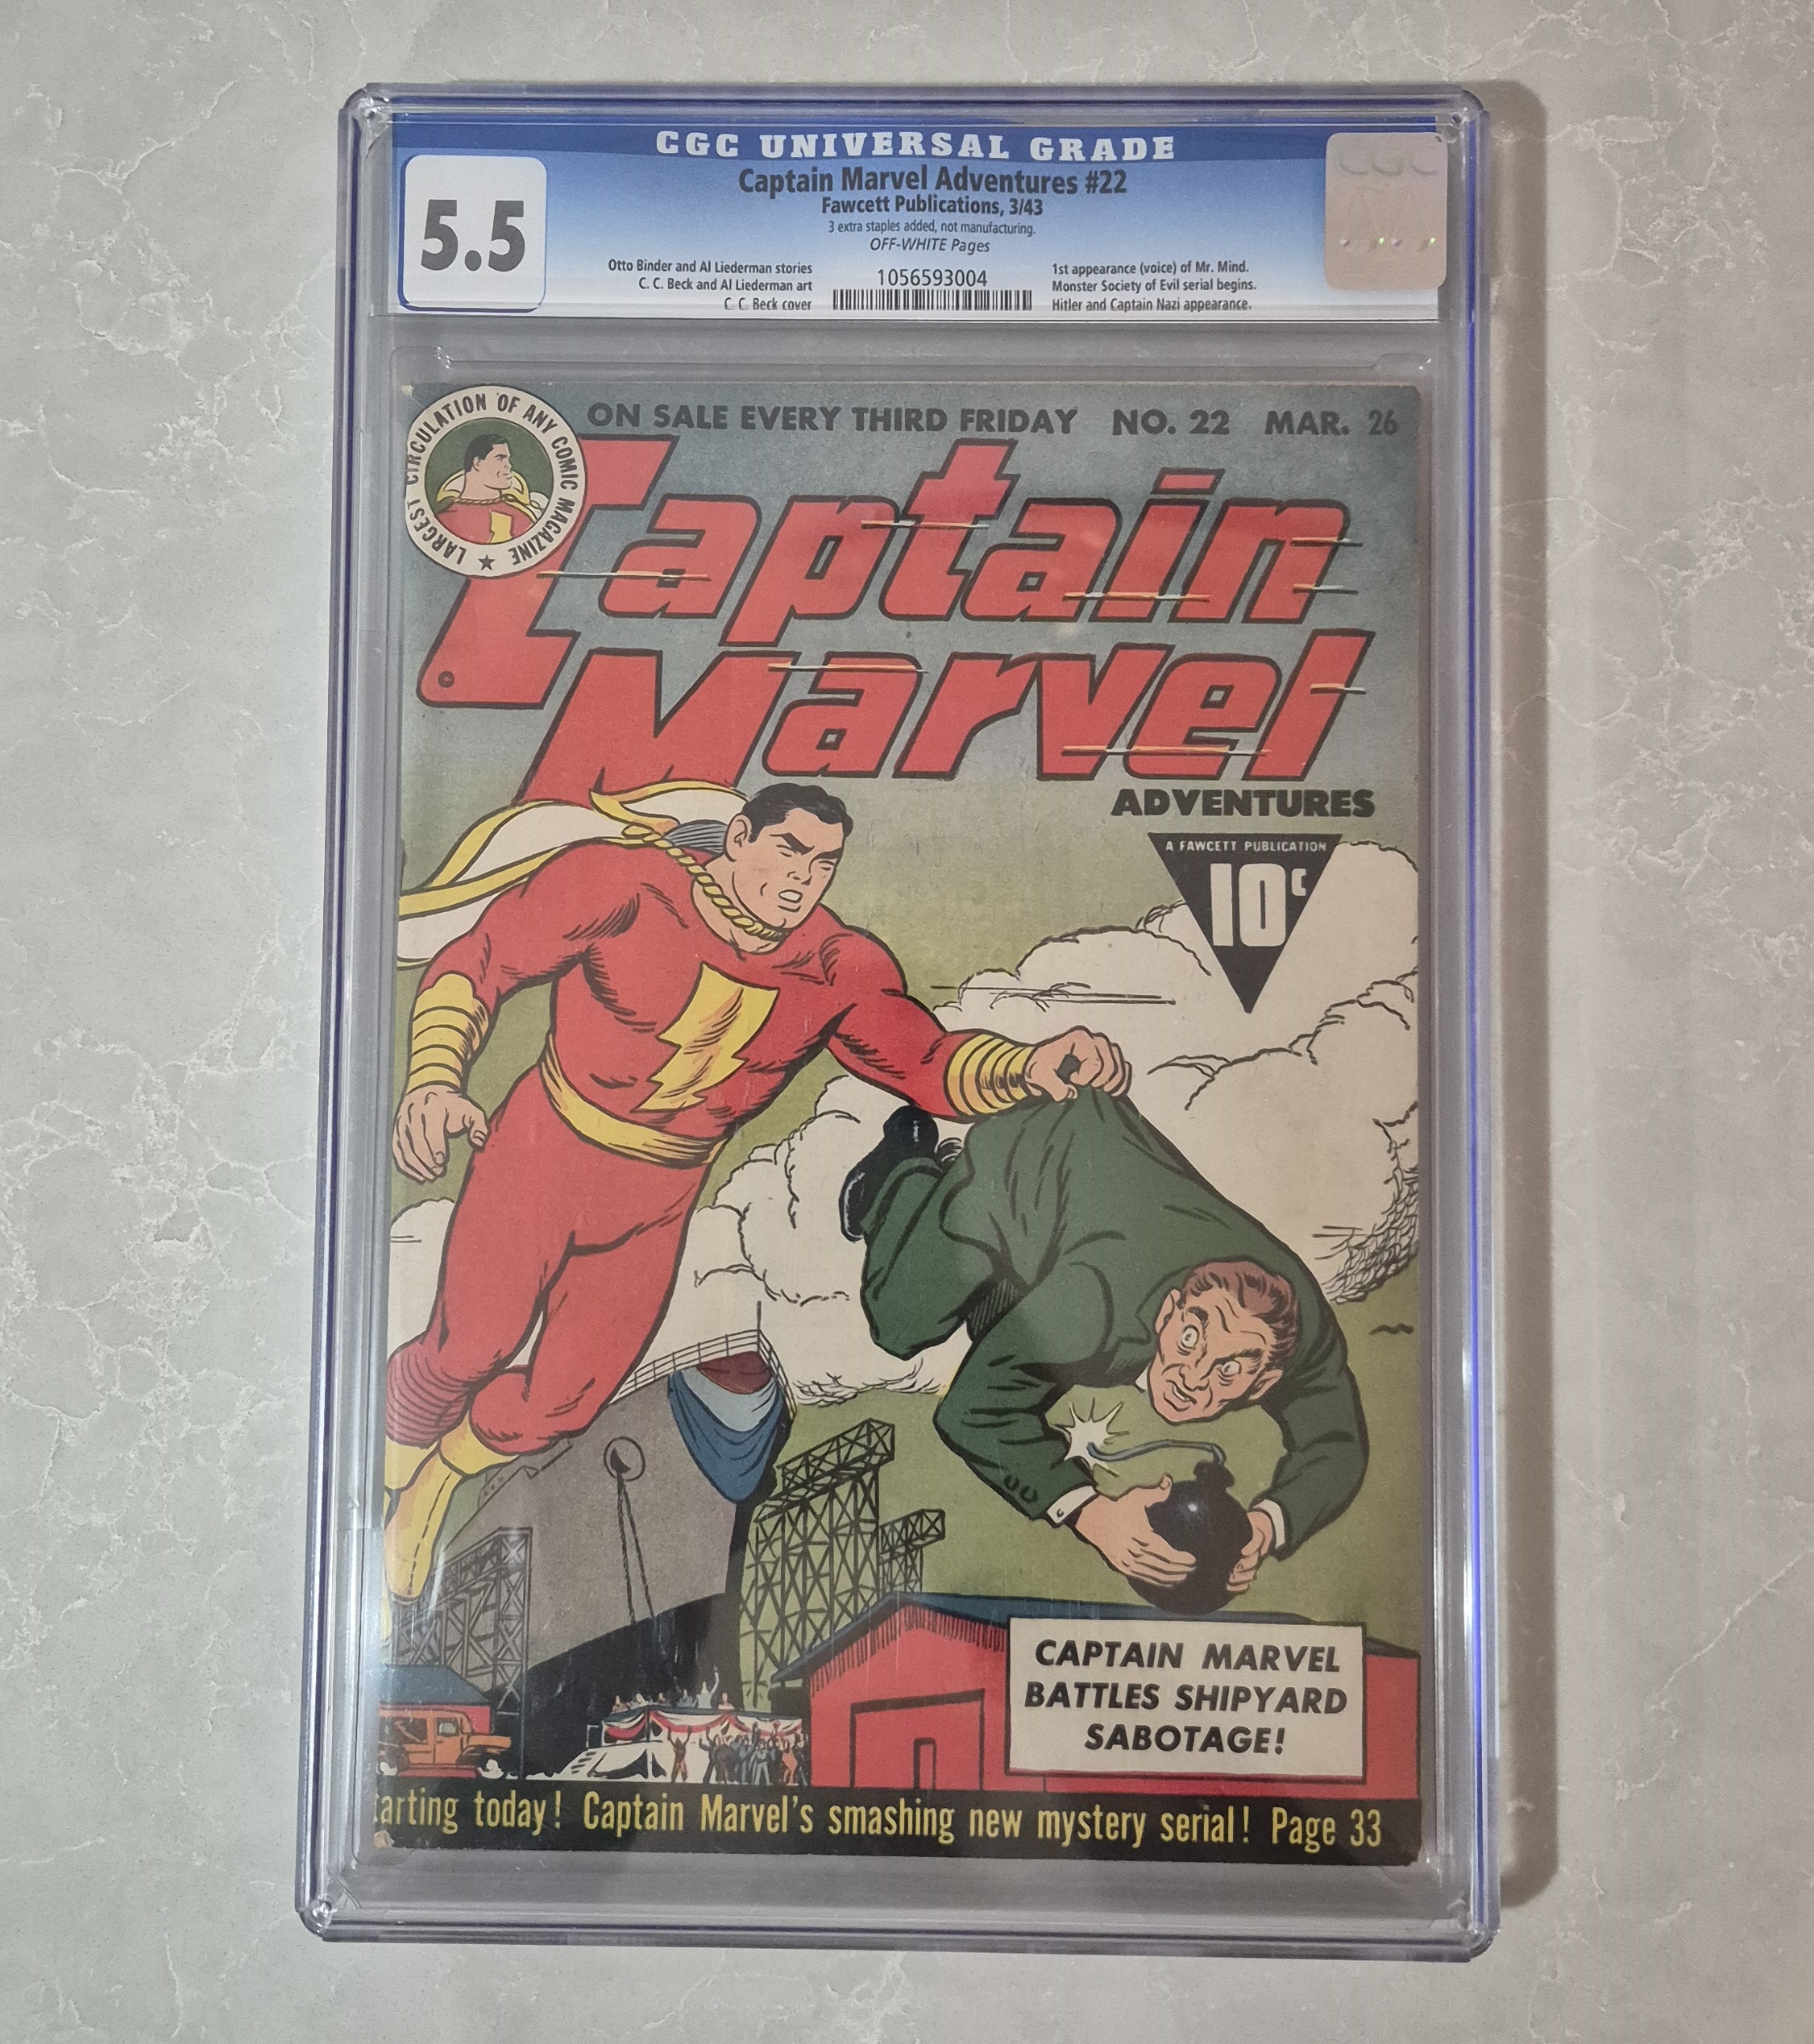 CGC UNIVERSAL GRADE
Captain Marvel Adventures #22
Fawcett Publications, 3/43
3 extra staples added, not manufacturing.
OFF-WHITE Pages
5.5
Otto Binder and Al Liederman stories
C. C. Beck and Al Liederman art
C. C. Beck cover
1056593004
1st appearance (voice) of Mr. Mind.
Monster Society of Evil serial begins.
Hitler and Captain Nazi appearance.
CGC
LARGEST CIRCULATION OF ANY COMIC MAGAZINE ★
ON SALE EVERY THIRD FRIDAY NO. 22 MAR. 26
Captain
Marvel
©
ADVENTURES
A FAWCETT PUBLICATION
10¢
CAPTAIN MARVEL
BATTLES SHIPYARD
SABOTAGE!
tarting today! Captain Marvel's smashing new mystery serial! Page 33